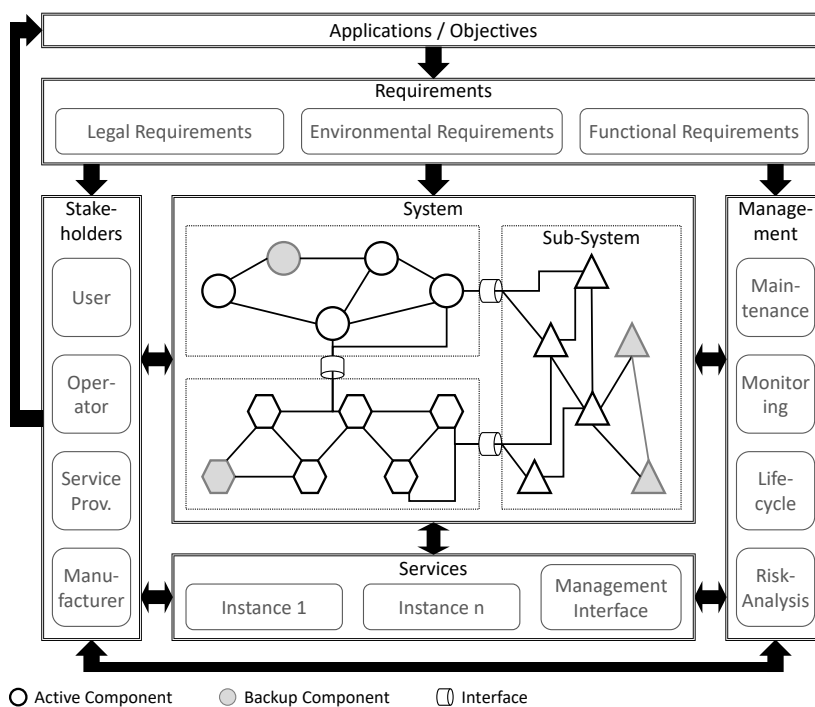 Applications / Objectives
Requirements
Legal Requirements
Environmental Requirements
Functional Requirements
Stake-
holders
User
Oper-
ator
Service
Prov.
Manu-
facturer
System
Sub-System
Manage-
ment
Main-
tenance
Monitor
ing
Life-
cycle
Risk-
Analysis
Services
Instance 1
Instance n
Management
Interface
Active Component
Backup Component
Interface